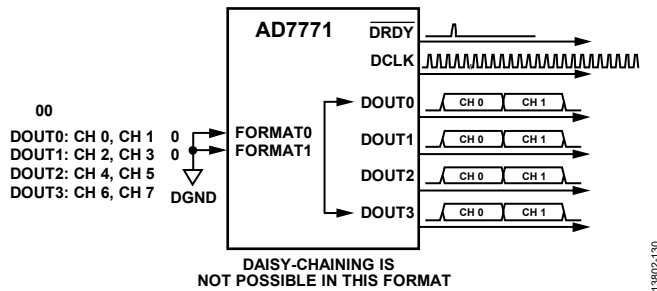 AD7771
DRDY
DCLK
00
DOUT0: CH 0, CH 1 0
DOUT1: CH 2, CH 3 0
DOUT2: CH 4, CH 5
DOUT3: CH 6, CH 7
DGND
FORMAT0
FORMAT1
DOUT0 CH 0 CH 1
DOUT1 CH 0 CH 1
DOUT2 CH 0 CH 1
DOUT3 CH 0 CH 1
DAISY-CHAINING IS
NOT POSSIBLE IN THIS FORMAT
13802-130